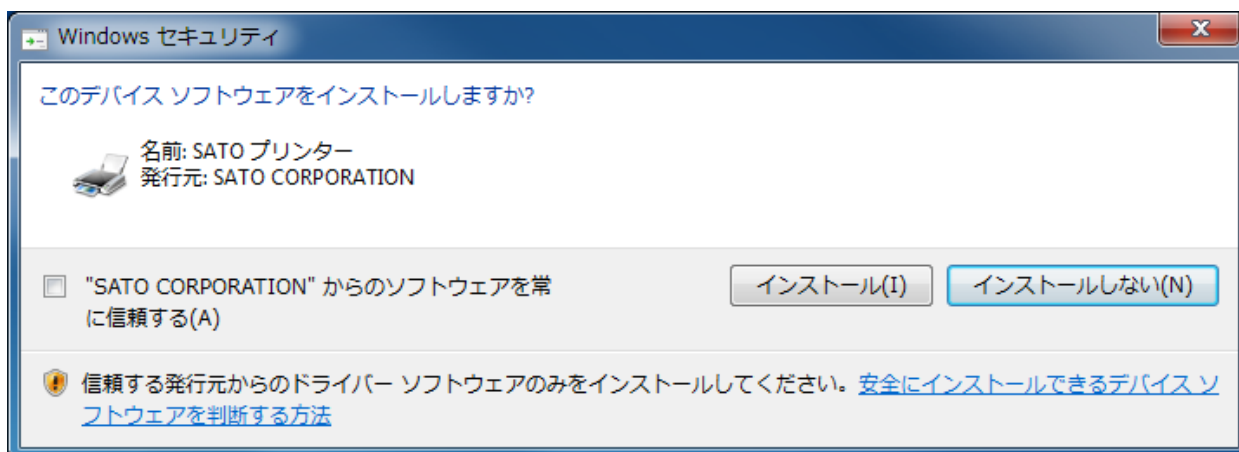 Windows セキュリティ
このデバイス ソフトウェアをインストールしますか?
名前: SATO プリンター
発行元: SATO CORPORATION
"SATO CORPORATION" からのソフトウェアを常
に信頼する(A)
インストール(I)
インストールしない(N)
信頼する発行元からのドライバー ソフトウェアのみをインストールしてください。安全にインストールできるデバイス ソ
フトウェアを判断する方法